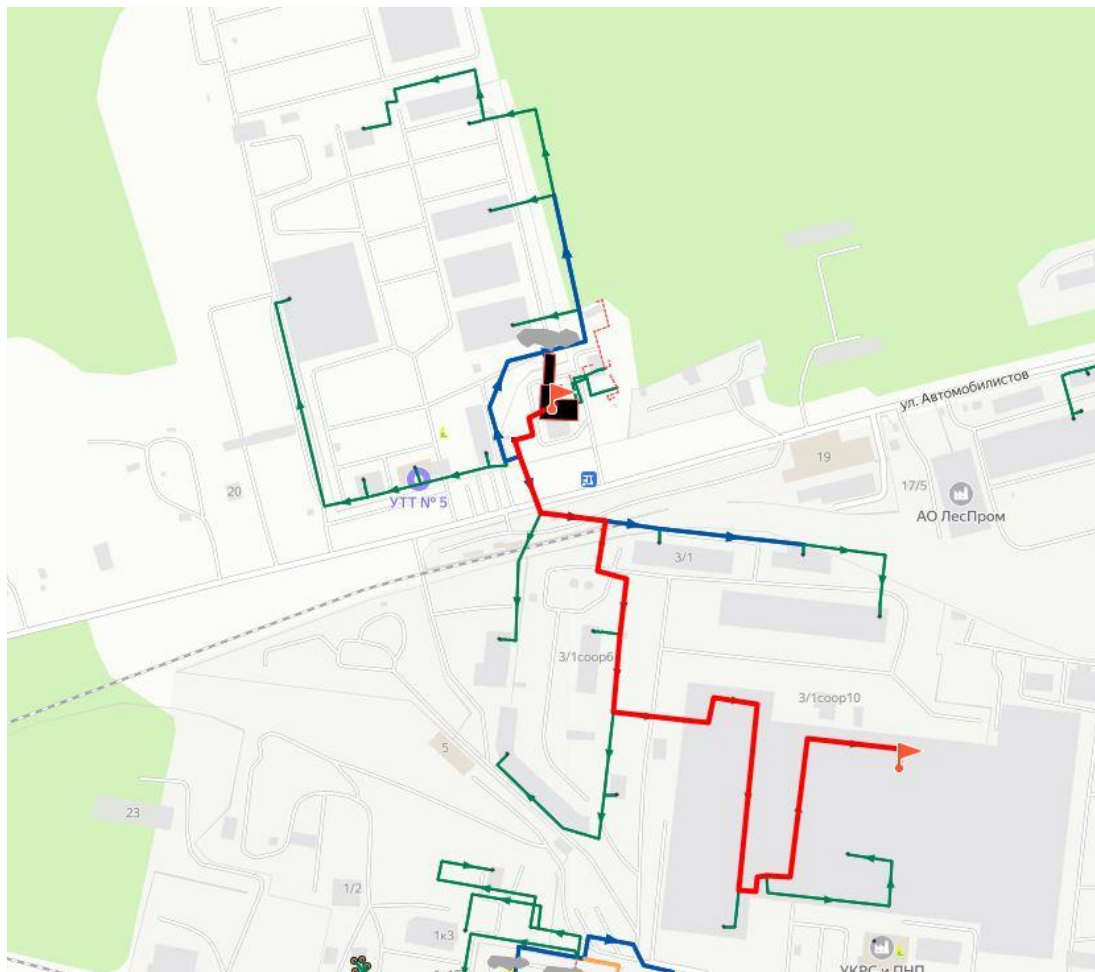 ул. Автомобилистов
19
17/5
АО ЛесПром
20
УТТ № 5
3/1
3/1соор6
3/1соор10
5
23
1/2
1к3
УКРС и ПНП